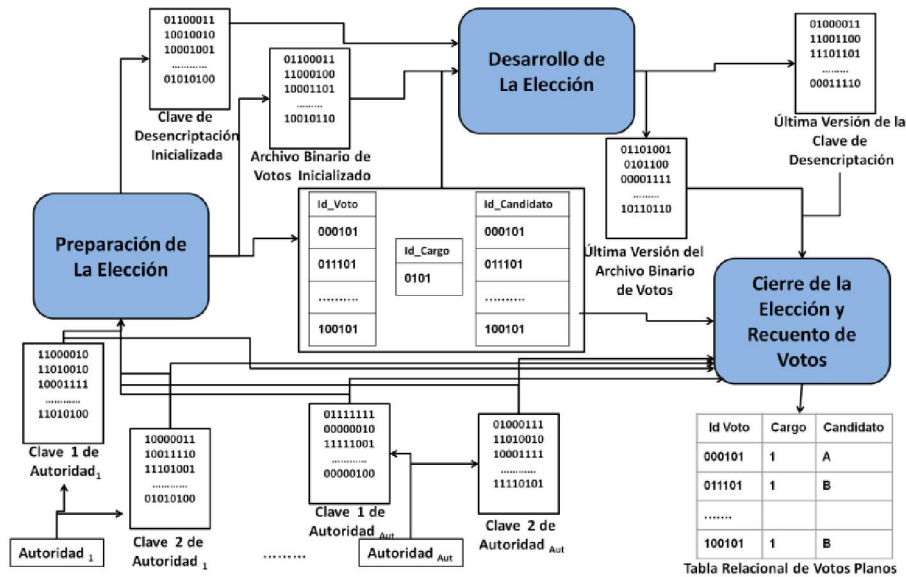 01100011
10010010
10001001
............
01010100
Clave de
Desencriptación
Inicializada
01100011
11000100
10001101
.........
10010110
Archivo Binario de
Votos Inicializado
Desarrollo de
La Elección
01000011
11001100
11101101
.........
00011110
Última Versión de la
Clave de
Desencriptación
01101001
0101100
00001111
.........
10110110
Última Versión del
Archivo Binario
de Votos
Preparación de
La Elección
Id_Voto
000101
011101
..........
100101
Id_Cargo
0101
Id_Candidato
000101
011101
..........
100101
Cierre de la
Elección y
Recuento de
Votos
11000010
11010010
10001111
............
11010100
Clave 1 de
Autoridad1
10000011
10011110
11101001
............
01010100
Clave 2 de
Autoridad1
01111111
00000010
11111001
............
00000100
Clave 1 de
Autoridad Aut
01000111
11010010
10001111
............
11110101
Clave 2 de
Autoridad Aut
Autoridad 1
.........
Autoridad Aut
Id Voto Cargo Candidato
000101 1 A
011101 1 B
.......
100101 1 B
Tabla Relacional de Votos Planos